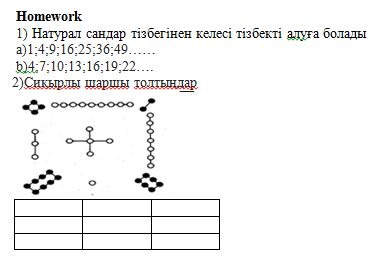 Homework
1) Натурал сандар тізбегінен келесі тізбекті алуға болады
а)1;4;9;16;25;36;49……
b)4;7;10;13;16;19;22….
2)Сиқырлы шаршы толтыңдар